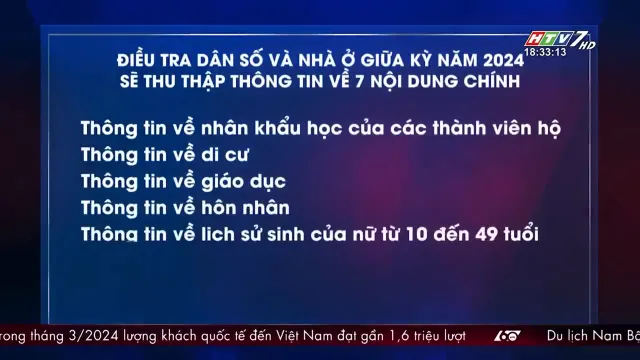 HTV7 HD
18:33:13
ĐIỀU TRA DÂN SỐ VÀ NHÀ Ở GIỮA KỲ NĂM 2024
SẼ THU THẬP THÔNG TIN VỀ 7 NỘI DUNG CHÍNH
Thông tin về nhân khẩu học của các thành viên hộ
Thông tin về di cư
Thông tin về giáo dục
Thông tin về hôn nhân
Thông tin về lịch sử sinh của nữ từ 10 đến 49 tuổi
rong tháng 3/2024 lượng khách quốc tế đến Việt Nam đạt gần 1,6 triệu lượt 60 Du lịch Nam Bộ